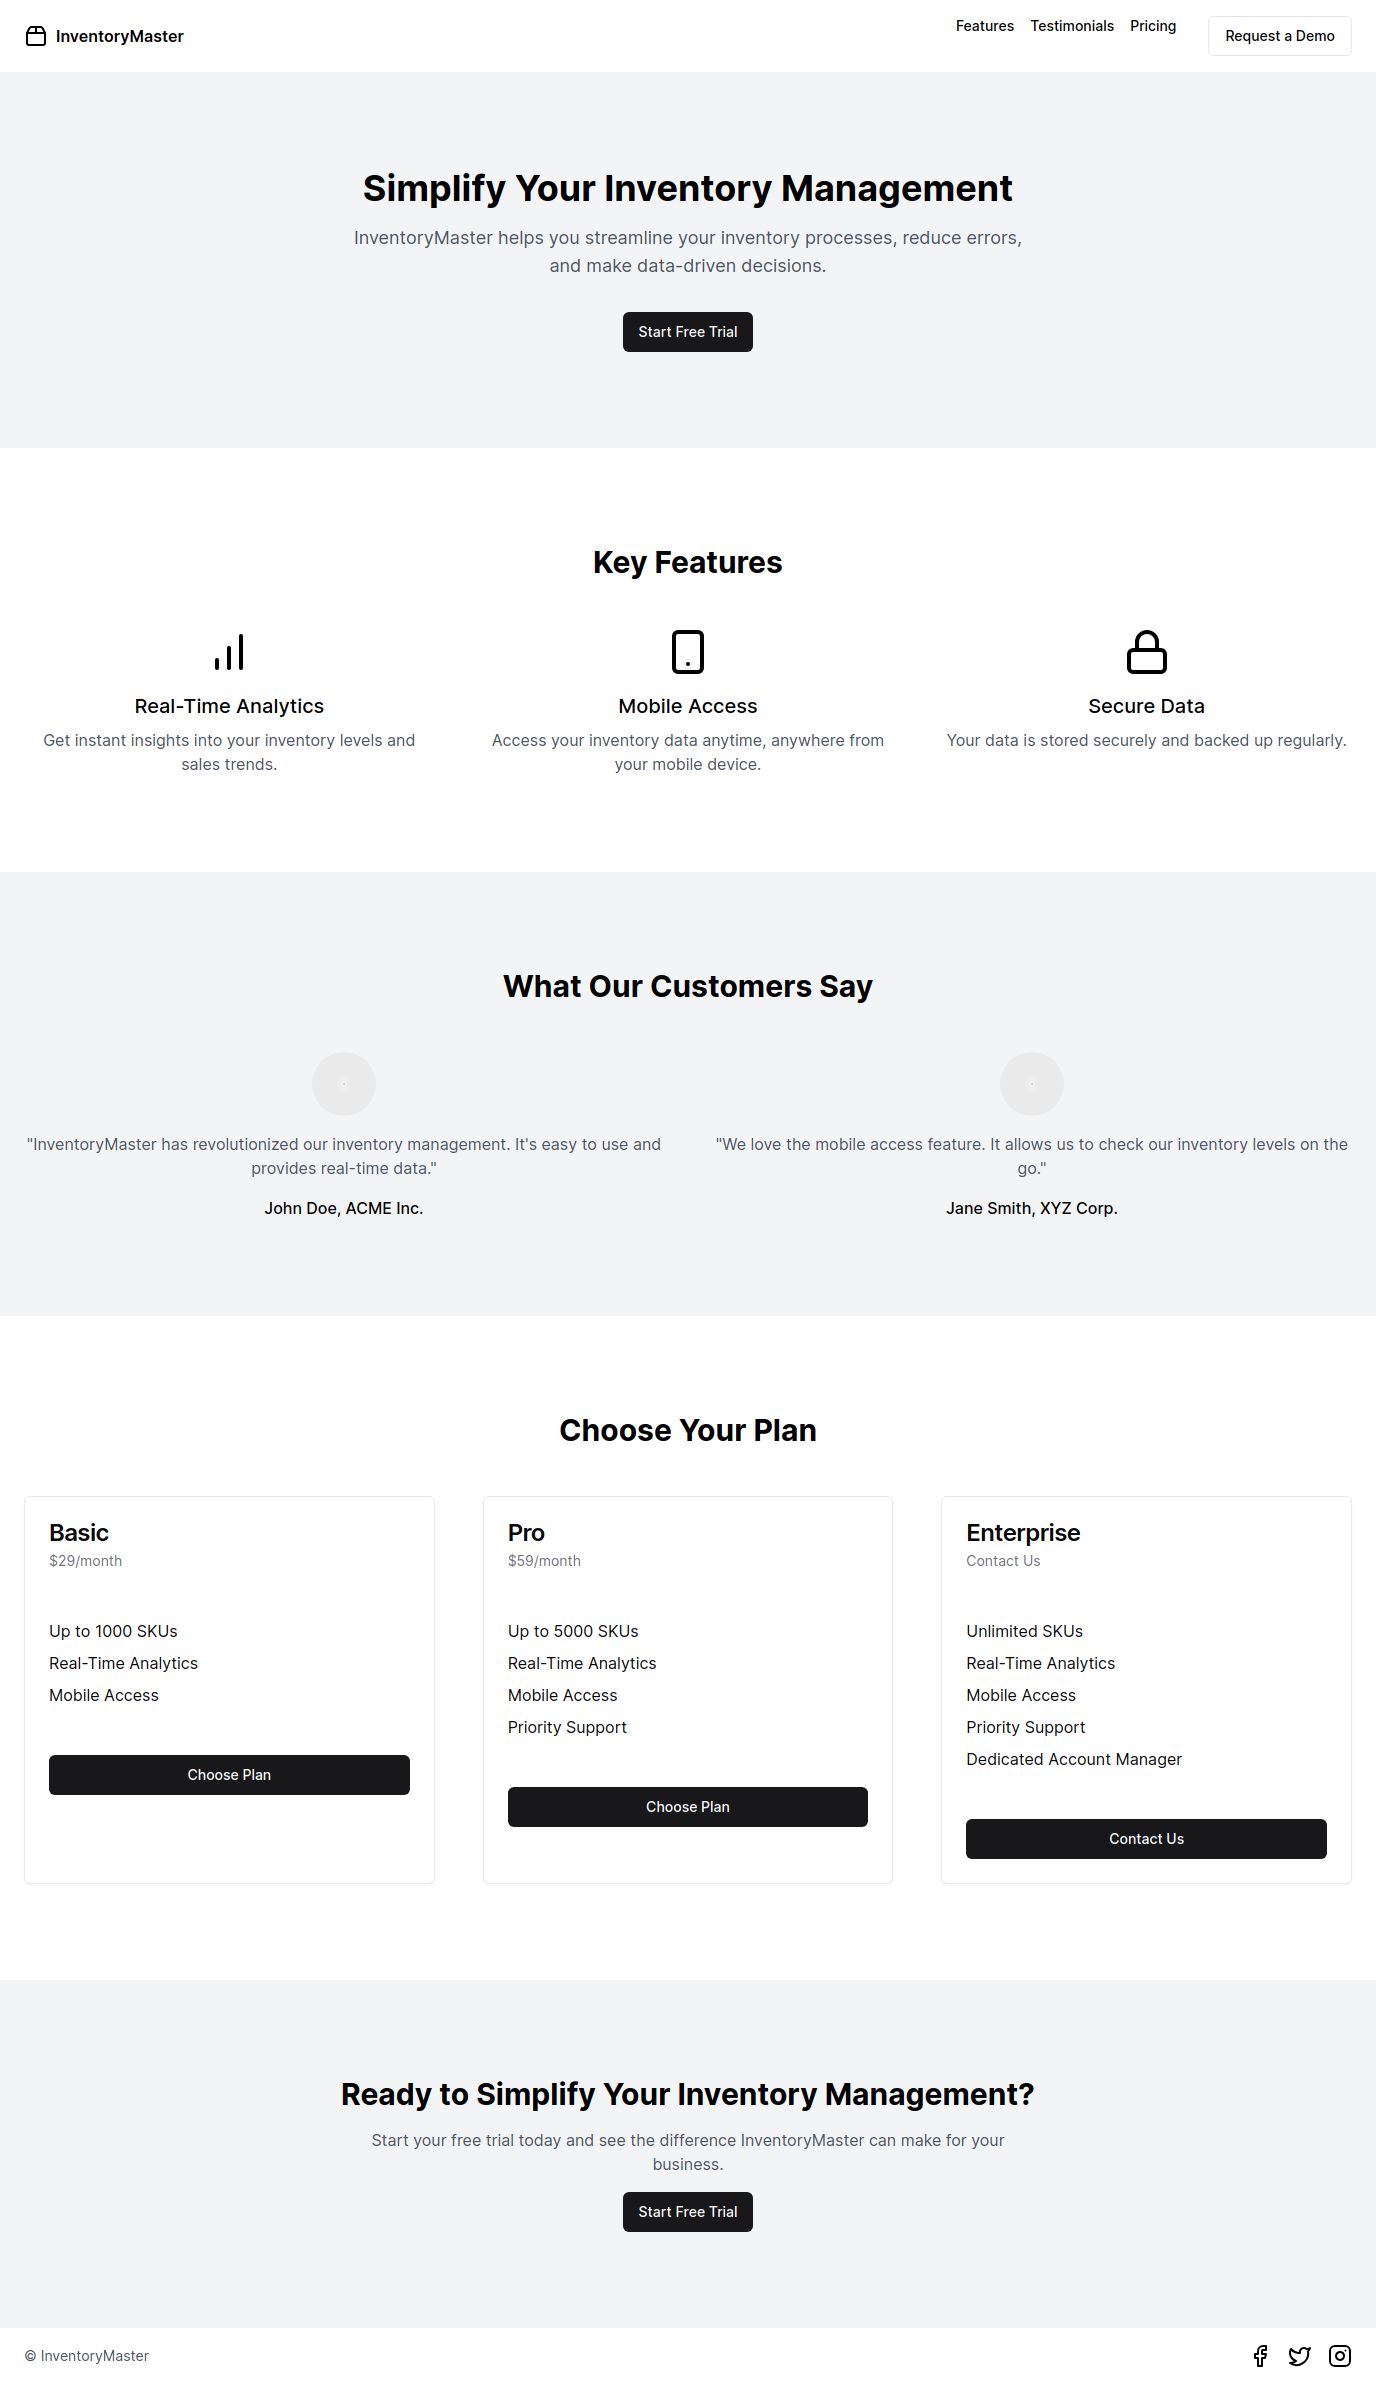 InventoryMaster
Features Testimonials Pricing Request a Demo
Simplify Your Inventory Management
InventoryMaster helps you streamline your inventory processes, reduce errors,
and make data-driven decisions.
Start Free Trial
Key Features
Real-Time Analytics
Get instant insights into your inventory levels and
sales trends.
Mobile Access
Access your inventory data anytime, anywhere from
your mobile device.
Secure Data
Your data is stored securely and backed up regularly.
What Our Customers Say
"InventoryMaster has revolutionized our inventory management. It's easy to use and
provides real-time data."
John Doe, ACME Inc.
"We love the mobile access feature. It allows us to check our inventory levels on the
go."
Jane Smith, XYZ Corp.
Choose Your Plan
Basic
$29/month
Up to 1000 SKUs
Real-Time Analytics
Mobile Access
Choose Plan
Pro
$59/month
Up to 5000 SKUs
Real-Time Analytics
Mobile Access
Priority Support
Choose Plan
Enterprise
Contact Us
Unlimited SKUs
Real-Time Analytics
Mobile Access
Priority Support
Dedicated Account Manager
Contact Us
Ready to Simplify Your Inventory Management?
Start your free trial today and see the difference InventoryMaster can make for your
business.
Start Free Trial
© InventoryMaster